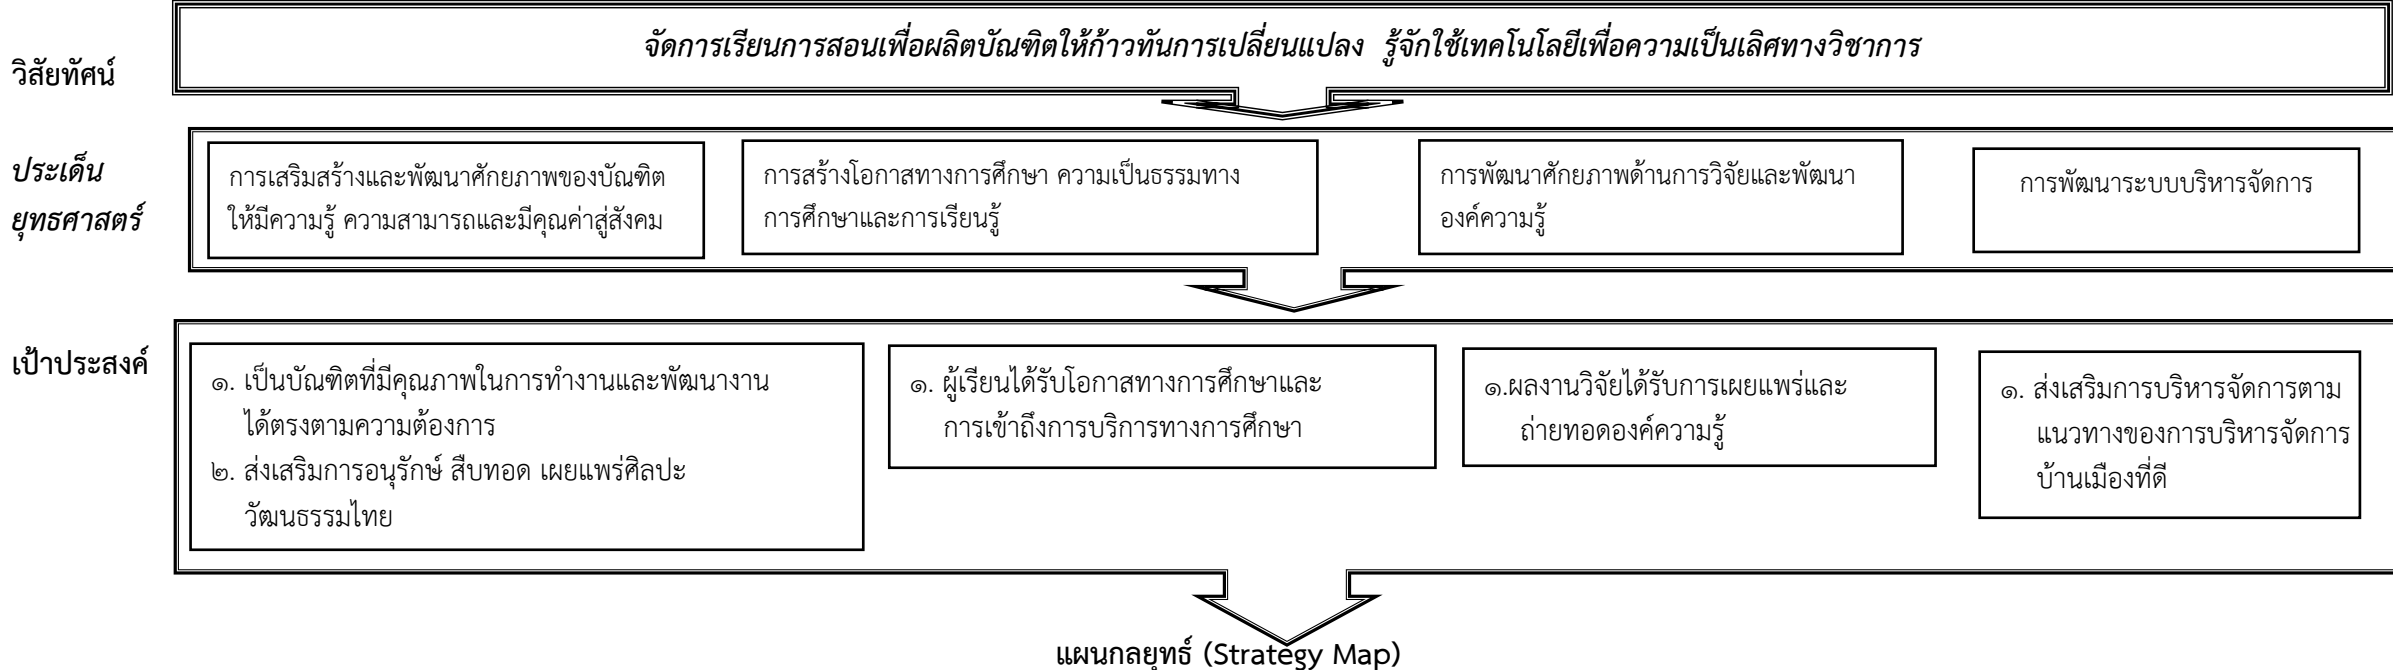 วิสัยทัศน์
จัดการเรียนการสอนเพื่อผลิตบัณฑิตให้ก้าวทันการเปลี่ยนแปลง รู้จักใช้เทคโนโลยีเพื่อความเป็นเลิศทางวิชาการ
ประเด็น
ยุทธศาสตร์
การเสริมสร้างและพัฒนาศักยภาพของบัณฑิต
ให้มีความรู้ ความสามารถและมีคุณค่าสู่สังคม
การสร้างโอกาสทางการศึกษา ความเป็นธรรมทาง
การศึกษาและการเรียนรู้
การพัฒนาศักยภาพด้านการวิจัยและพัฒนา
องค์ความรู้
การพัฒนาระบบบริหารจัดการ
เป้าประสงค์
๑. เป็นบัณฑิตที่มีคุณภาพในการทำงานและพัฒนางาน
ได้ตรงตามความต้องการ
๒. ส่งเสริมการอนุรักษ์ สืบทอด เผยแพร่ศิลปะ
วัฒนธรรมไทย
๑. ผู้เรียนได้รับโอกาสทางการศึกษาและ
การเข้าถึงการบริการทางการศึกษา
๑.ผลงานวิจัยได้รับการเผยแพร่และ
ถ่ายทอดองค์ความรู้
๑. ส่งเสริมการบริหารจัดการตาม
แนวทางของการบริหารจัดการ
บ้านเมืองที่ดี
แผนกลยุทธ์ (Strategy Map)